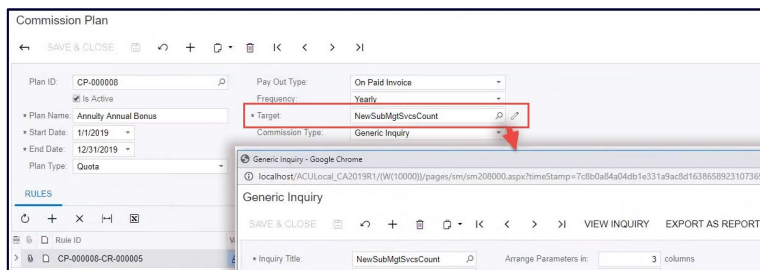 Commission Plan
SAVE & CLOSE
Plan ID: CP-000008 Pay Out Type: On Paid Invoice
Is Active Frequency: Yearly
* Plan Name: Annuity Annual Bonus * Target: NewSubMgtSvcsCount
* Start Date: 1/1/2019 Commission Type: Generic Inquiry
* End Date: 12/31/2019
Plan Type: Quota
Generic Inquiry - Google Chrome
localhost/ACULocal_CA2019R1/(W(10000))/pages/sm/sm208000.aspx?timeStamp=7c8b0a84a04db1e331a9ac8d1638658923107369
RULES
Generic Inquiry
SAVE & CLOSE VIEW INQUIRY EXPORT AS REPORT
Rule ID
CP-000008-CR-000005
* Inquiry Title: NewSubMgtSvcsCount Arrange Parameters in: 3 columns